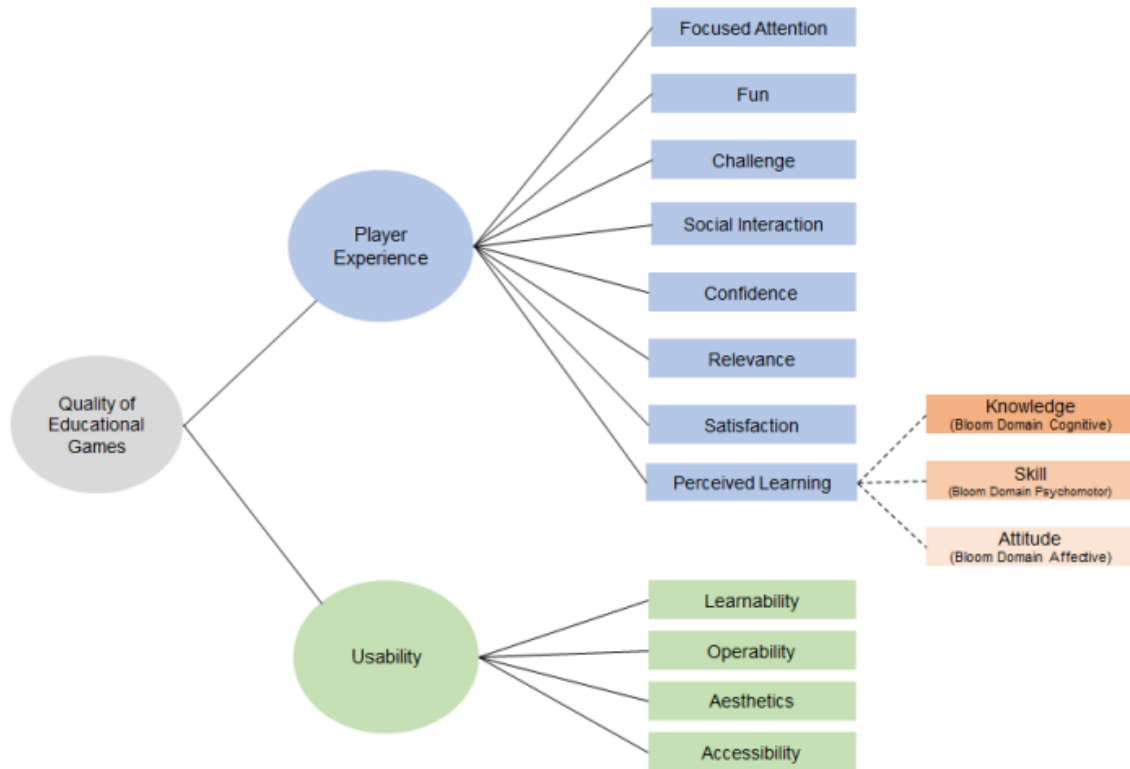 Focused Attention
Fun
Challenge
Social Interaction
Player
Experience
Confidence
Relevance
Quality of
Educational
Games
Satisfaction
Knowledge
(Bloom Domain Cognitive)
Perceived Learning
Skill
(Bloom Domain Psychomotor)
Attitude
(Bloom Domain Affective)
Learnability
Usability
Operability
Aesthetics
Accessibility